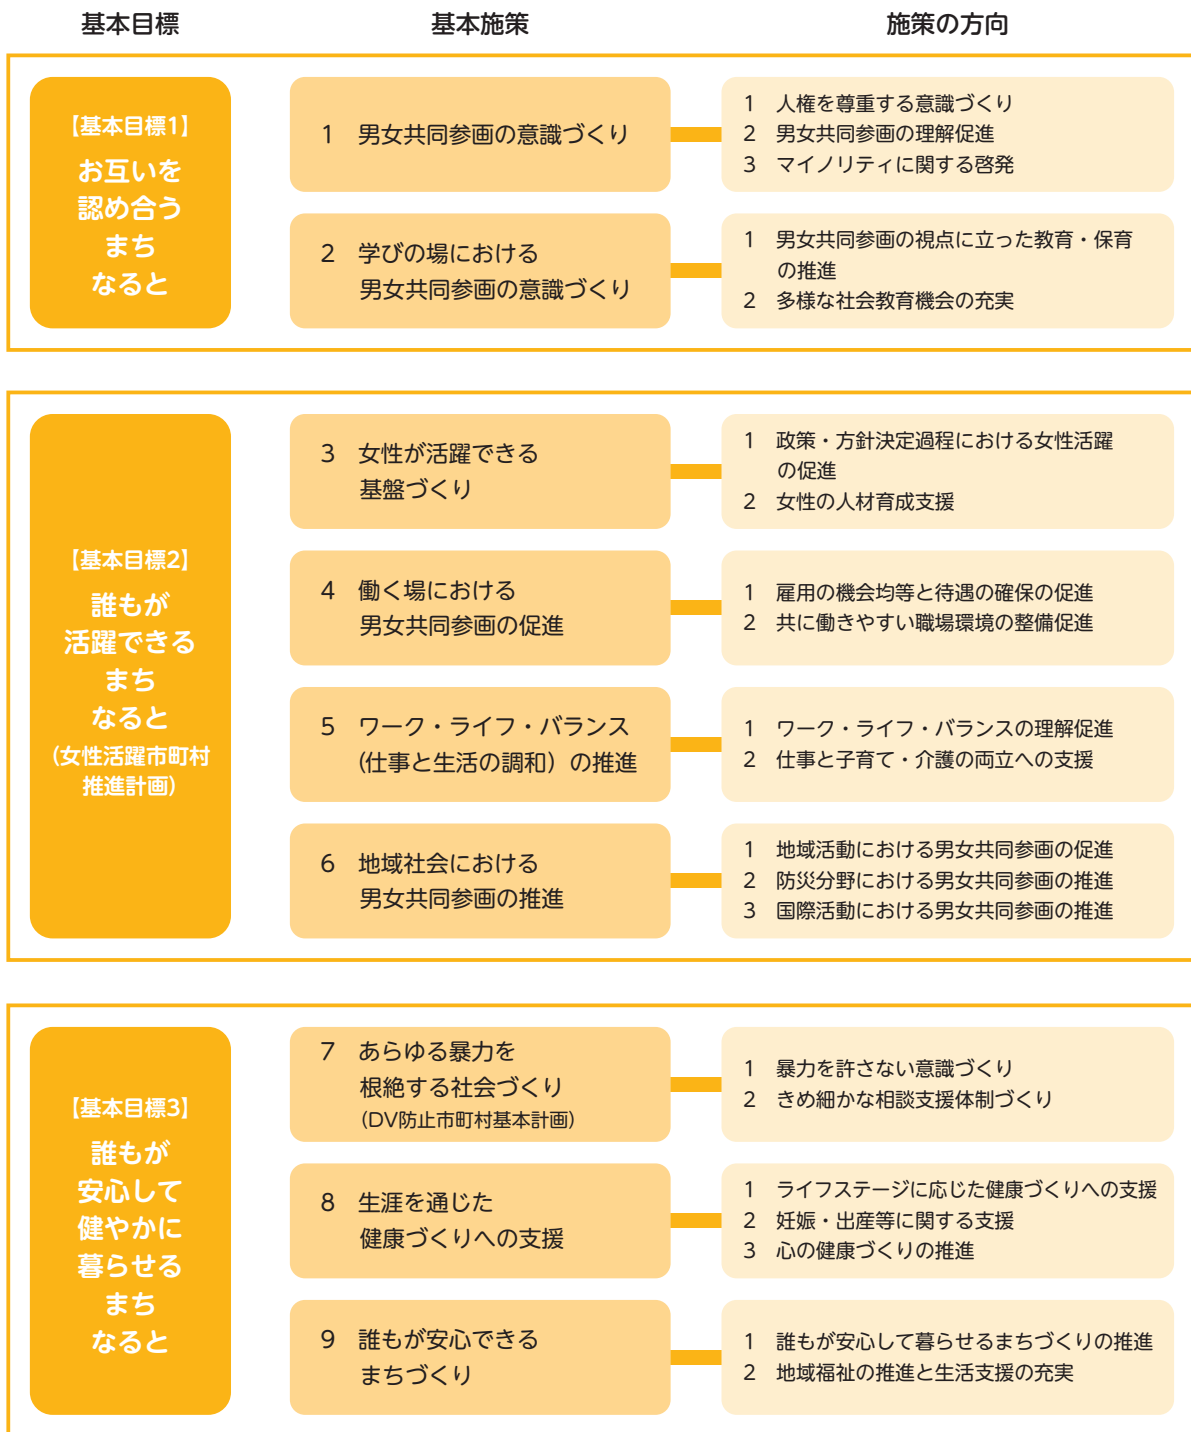 基本目標
基本施策
施策の方向
【基本目標1】
お互いを
認め合う
まち
なると
1 男女共同参画の意識づくり
1 人権を尊重する意識づくり
2 男女共同参画の理解促進
3 マイノリティに関する啓発
2 学びの場における
男女共同参画の意識づくり
1 男女共同参画の視点に立った教育・保育
の推進
2 多様な社会教育機会の充実
【基本目標2】
誰もが
活躍できる
まち
なると
(女性活躍市町村
推進計画)
3 女性が活躍できる
基盤づくり
1 政策・方針決定過程における女性活躍
の促進
2 女性の人材育成支援
4 働く場における
男女共同参画の促進
1 雇用の機会均等と待遇の確保の促進
2 共に働きやすい職場環境の整備促進
5 ワーク・ライフ・バランス
(仕事と生活の調和)の推進
1 ワーク・ライフ・バランスの理解促進
2 仕事と子育て・介護の両立への支援
6 地域社会における
男女共同参画の推進
1 地域活動における男女共同参画の促進
2 防災分野における男女共同参画の推進
3 国際活動における男女共同参画の推進
【基本目標3】
誰もが
安心して
健やかに
暮らせる
まち
なると
7 あらゆる暴力を
根絶する社会づくり
(DV防止市町村基本計画)
1 暴力を許さない意識づくり
2 きめ細かな相談支援体制づくり
8 生涯を通じた
健康づくりへの支援
1 ライフステージに応じた健康づくりへの支援
2 妊娠・出産等に関する支援
3 心の健康づくりの推進
9 誰もが安心できる
まちづくり
1 誰もが安心して暮らせるまちづくりの推進
2 地域福祉の推進と生活支援の充実